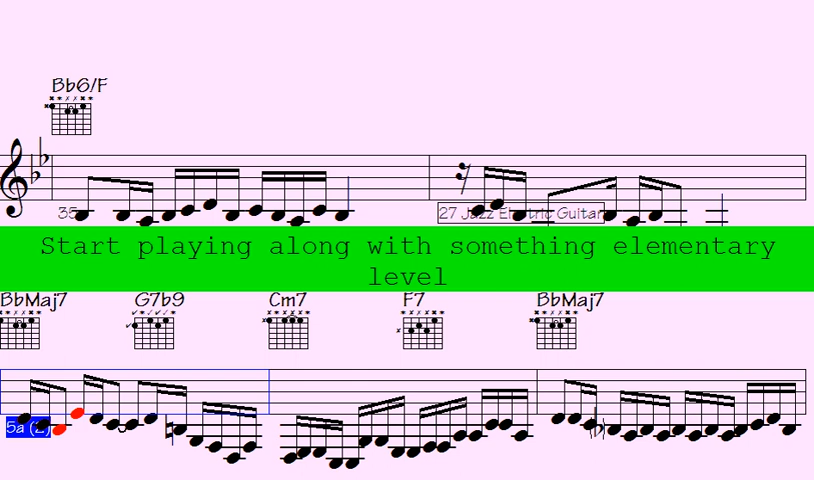 Bb6/F
35
27 Jazz Electric Guitar
Start playing along with something elementary
level
BbMaj7 G7b9 Cm7 F7 BbMaj7
5a (2)